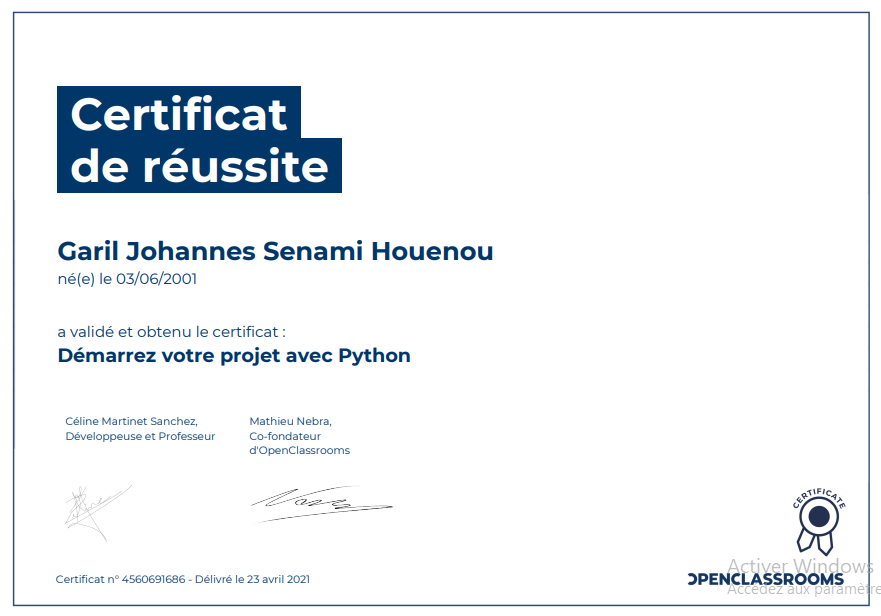 Certificat
de réussite
Garil Johannes Senami Houenou
né(e) le 03/06/2001
a validé et obtenu le certificat :
Démarrez votre projet avec Python
Céline Martinet Sanchez,
Développeuse et Professeur
Mathieu Nebra,
Co-fondateur
d'OpenClassrooms
CERTIFICATE
Certificat n° 4560691686 - Délivré le 23 avril 2021
OPENCLASSROOMS
Activer Windows
Accédez aux paramètre